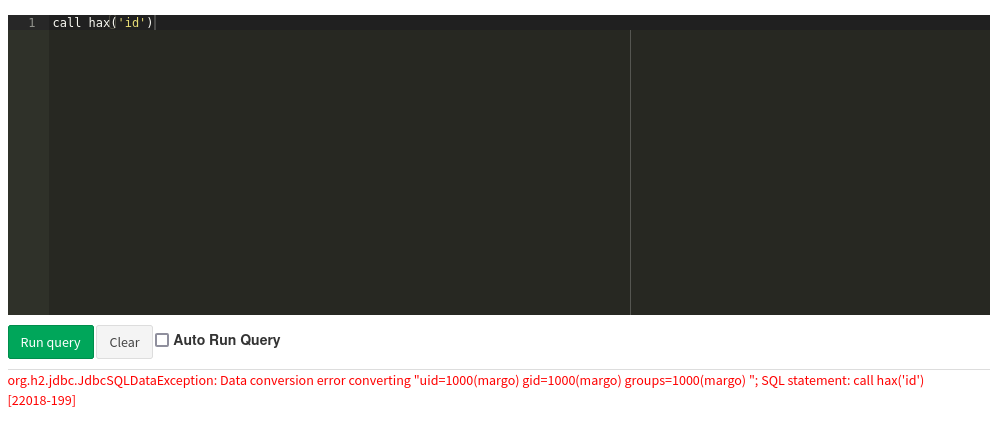 1 call hax('id')
Run query Clear Auto Run Query
org.h2.jdbc.JdbcSQLDataException: Data conversion error converting "uid=1000(margo) gid=1000(margo) groups=1000(margo) "; SQL statement: call hax('id')
[22018-199]